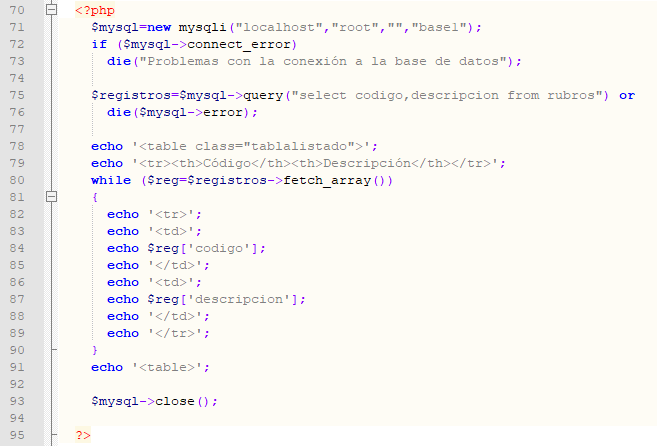 70 <?php
71 $mysql=new mysqli("localhost","root","","base1");
72 if ($mysql->connect_error)
73 die("Problemas con la conexión a la base de datos");
74
75 $registros=$mysql->query("select codigo,descripcion from rubros") or
76 die($mysql->error);
77
78 echo '<table class="tablalistado">';
79 echo '<tr><th>Código</th><th>Descripción</th></tr>';
80 while ($reg=$registros->fetch_array())
81 {
82 echo '<tr>';
83 echo '<td>';
84 echo $reg['codigo'];
85 echo '</td>';
86 echo '<td>';
87 echo $reg['descripcion'];
88 echo '</td>';
89 echo '</tr>';
90 }
91 echo '<table>';
92
93 $mysql->close();
94
95 ?>